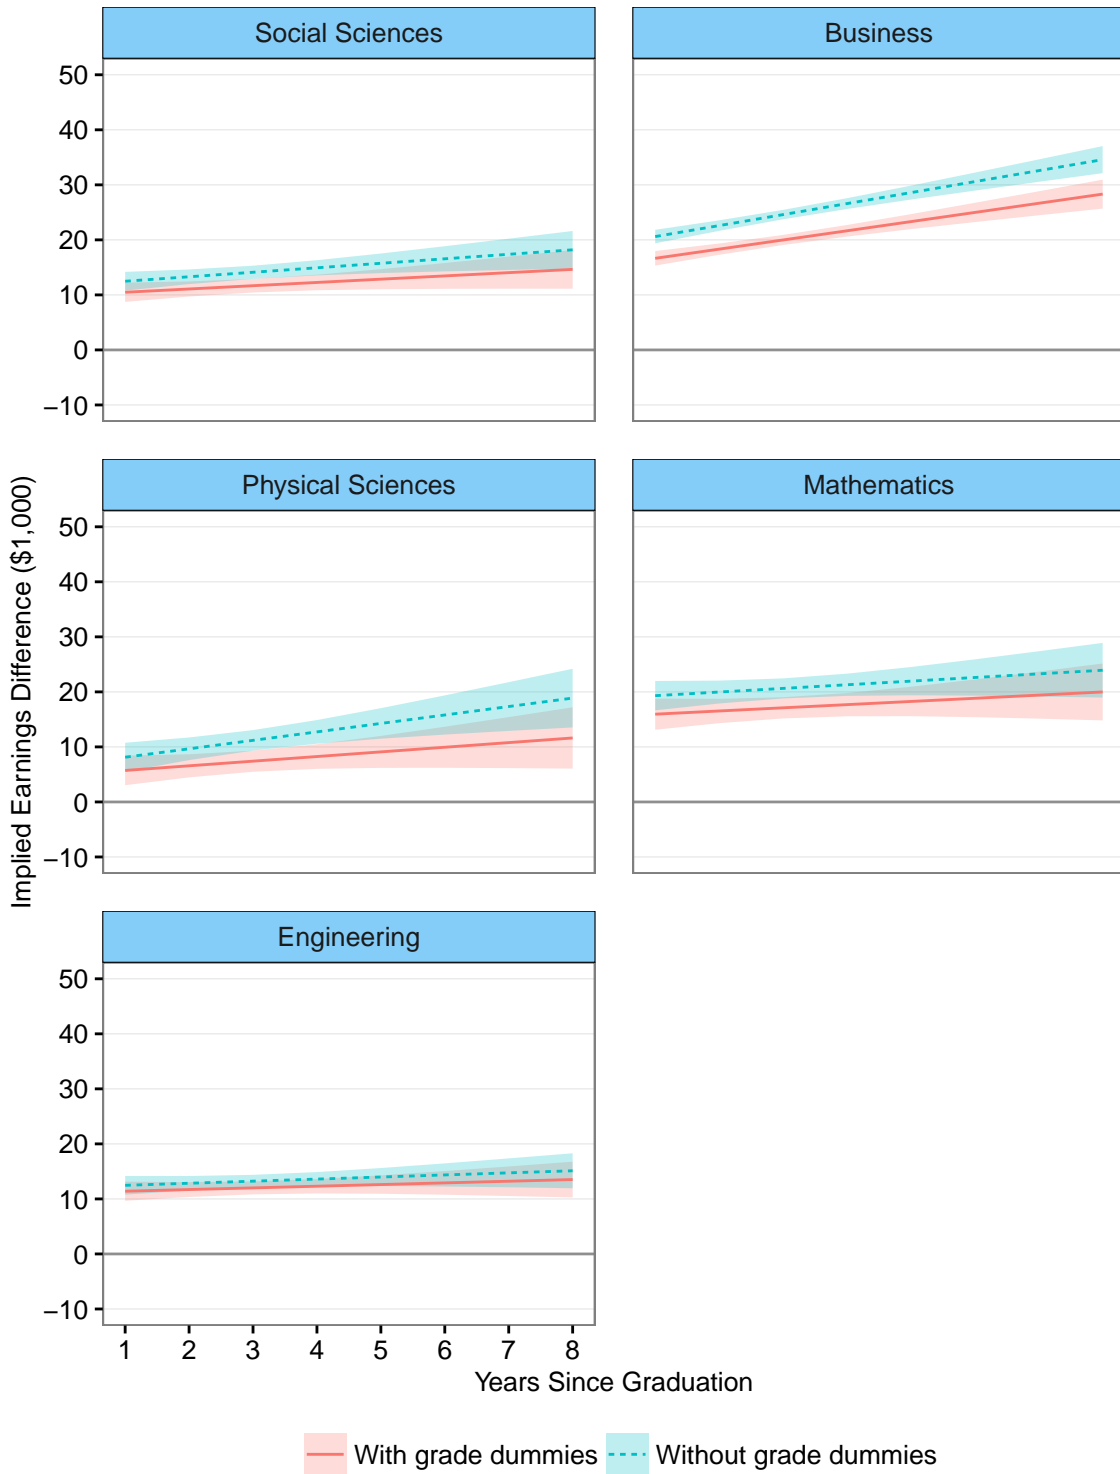 Social Sciences
Business
50
40
30
20
10
0
−10
Physical Sciences
Mathematics
50
40
30
20
10
0
−10
Implied Earnings Difference ($1,000)
Engineering
50
40
30
20
10
0
−10
1 2 3 4 5 6 7 8
Years Since Graduation
With grade dummies Without grade dummies